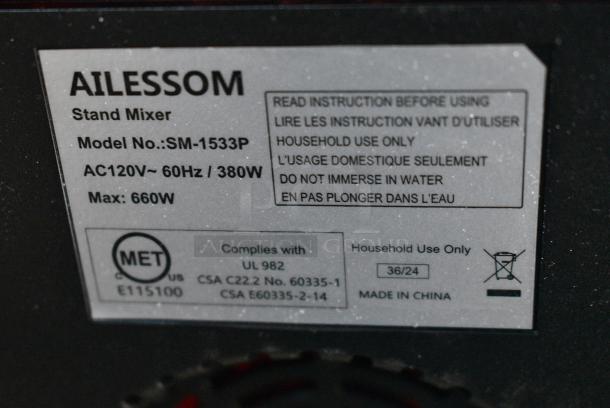 AILESSOM
Stand Mixer
Model No.:SM-1533P
AC120V~ 60Hz / 380W
Max: 660W
READ INSTRUCTION BEFORE USING
LIRE LES INSTRUCTION VANT D'UTILISER
HOUSEHOLD USE ONLY
L'USAGE DOMESTIQUE SEULEMENT
DO NOT IMMERSE IN WATER
EN PAS PLONGER DANS L'EAU
MET
C US
E115100
Complies with
UL 982
CSA C22.2 No. 60335-1
CSA E60335-2-14
Household Use Only
36/24
MADE IN CHINA